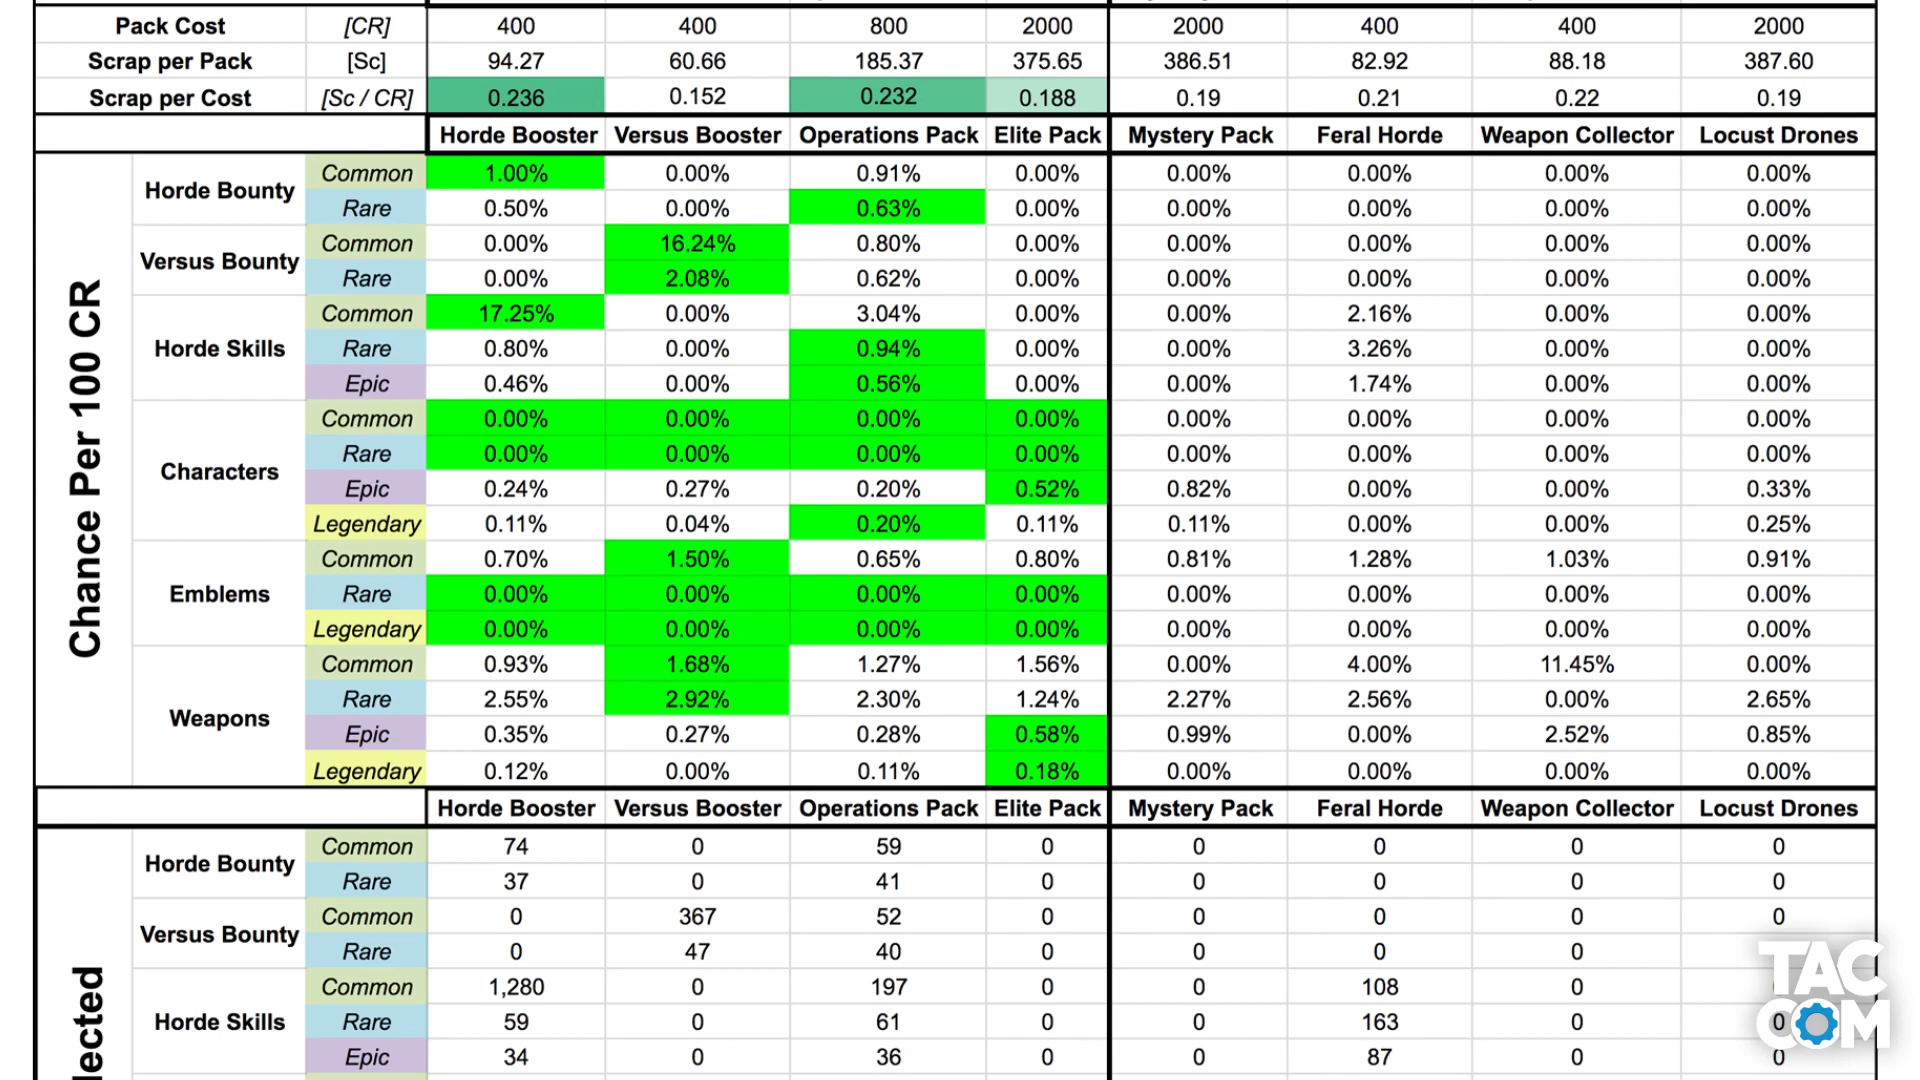 Pack Cost [CR] 400 400 800 2000 2000 400 400 2000
Scrap per Pack [Sc] 94.27 60.66 185.37 375.65 386.51 82.92 88.18 387.60
Scrap per Cost [Sc / CR] 0.236 0.152 0.232 0.188 0.19 0.21 0.22 0.19
Horde Booster Versus Booster Operations Pack Elite Pack Mystery Pack Feral Horde Weapon Collector Locust Drones
Chance Per 100 CR
Horde Bounty
Common 1.00% 0.00% 0.91% 0.00% 0.00% 0.00% 0.00% 0.00%
Rare 0.50% 0.00% 0.63% 0.00% 0.00% 0.00% 0.00% 0.00%
Versus Bounty
Common 0.00% 16.24% 0.80% 0.00% 0.00% 0.00% 0.00% 0.00%
Rare 0.00% 2.08% 0.62% 0.00% 0.00% 0.00% 0.00% 0.00%
Horde Skills
Common 17.25% 0.00% 3.04% 0.00% 0.00% 2.16% 0.00% 0.00%
Rare 0.80% 0.00% 0.94% 0.00% 0.00% 3.26% 0.00% 0.00%
Epic 0.46% 0.00% 0.56% 0.00% 0.00% 1.74% 0.00% 0.00%
Characters
Common 0.00% 0.00% 0.00% 0.00% 0.00% 0.00% 0.00% 0.00%
Rare 0.00% 0.00% 0.00% 0.00% 0.00% 0.00% 0.00% 0.00%
Epic 0.24% 0.27% 0.20% 0.52% 0.82% 0.00% 0.00% 0.33%
Legendary 0.11% 0.04% 0.20% 0.11% 0.11% 0.00% 0.00% 0.25%
Emblems
Common 0.70% 1.50% 0.65% 0.80% 0.81% 1.28% 1.03% 0.91%
Rare 0.00% 0.00% 0.00% 0.00% 0.00% 0.00% 0.00% 0.00%
Legendary 0.00% 0.00% 0.00% 0.00% 0.00% 0.00% 0.00% 0.00%
Weapons
Common 0.93% 1.68% 1.27% 1.56% 0.00% 4.00% 11.45% 0.00%
Rare 2.55% 2.92% 2.30% 1.24% 2.27% 2.56% 0.00% 2.65%
Epic 0.35% 0.27% 0.28% 0.58% 0.99% 0.00% 2.52% 0.85%
Legendary 0.12% 0.00% 0.11% 0.18% 0.00% 0.00% 0.00% 0.00%
Horde Booster Versus Booster Operations Pack Elite Pack Mystery Pack Feral Horde Weapon Collector Locust Drones
lected
Horde Bounty
Common 74 0 59 0 0 0 0 0
Rare 37 0 41 0 0 0 0 0
Versus Bounty
Common 0 367 52 0 0 0 0 0
Rare 0 47 40 0 0 0 0 0
Horde Skills
Common 1,280 0 197 0 0 108 0
Rare 59 0 61 0 0 163 0 0
Epic 34 0 36 0 0 87 0 0
TAC
COM